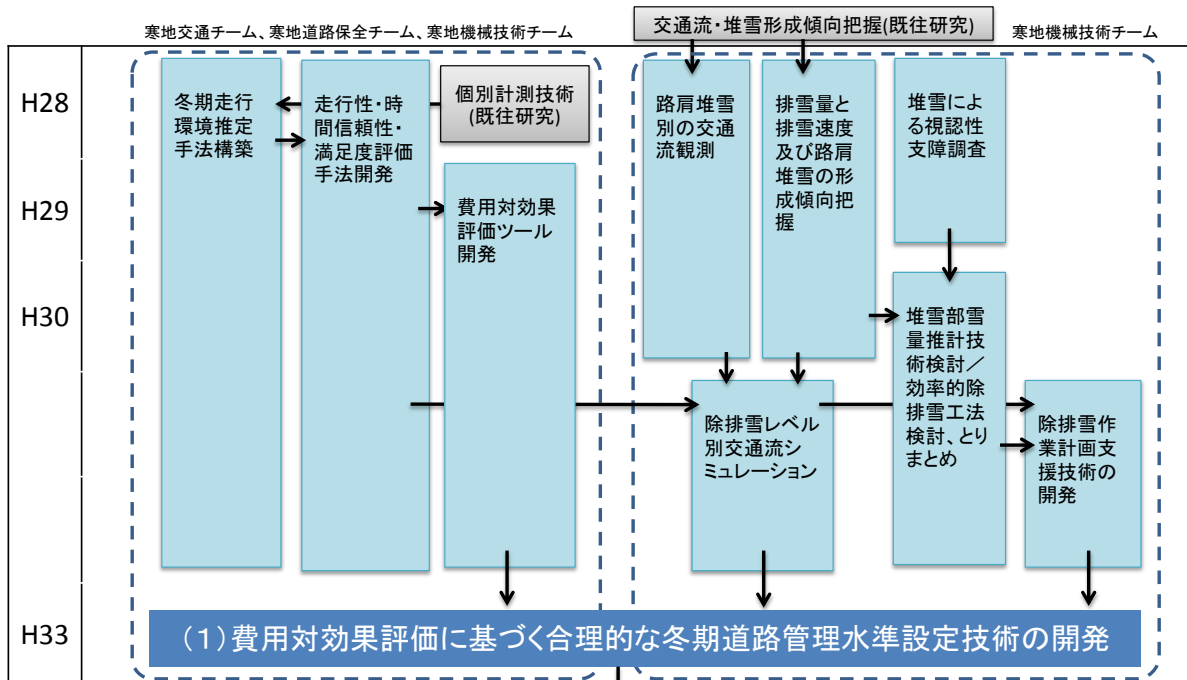 寒地交通チーム、寒地道路保全チーム、寒地機械技術チーム
交通流・堆雪形成傾向把握(既往研究)
寒地機械技術チーム
H28
H29
H30
H33
冬期走行
環境推定
手法構築
走行性・時
間信頼性・
満足度評価
手法開発
個別計測技術
(既往研究)
費用対効果
評価ツール
開発
路肩堆雪
別の交通
流観測
排雪量と
排雪速度
及び路肩
堆雪の形
成傾向把
握
堆雪によ
る視認性
支障調査
堆雪部雪
量推計技
術検討／
効率的除
排雪工法
検討、とり
まとめ
除排雪レベル
別交通流シ
ミュレーション
除排雪作
業計画支
援技術の
開発
（１）費用対効果評価に基づく合理的な冬期道路管理水準設定技術の開発